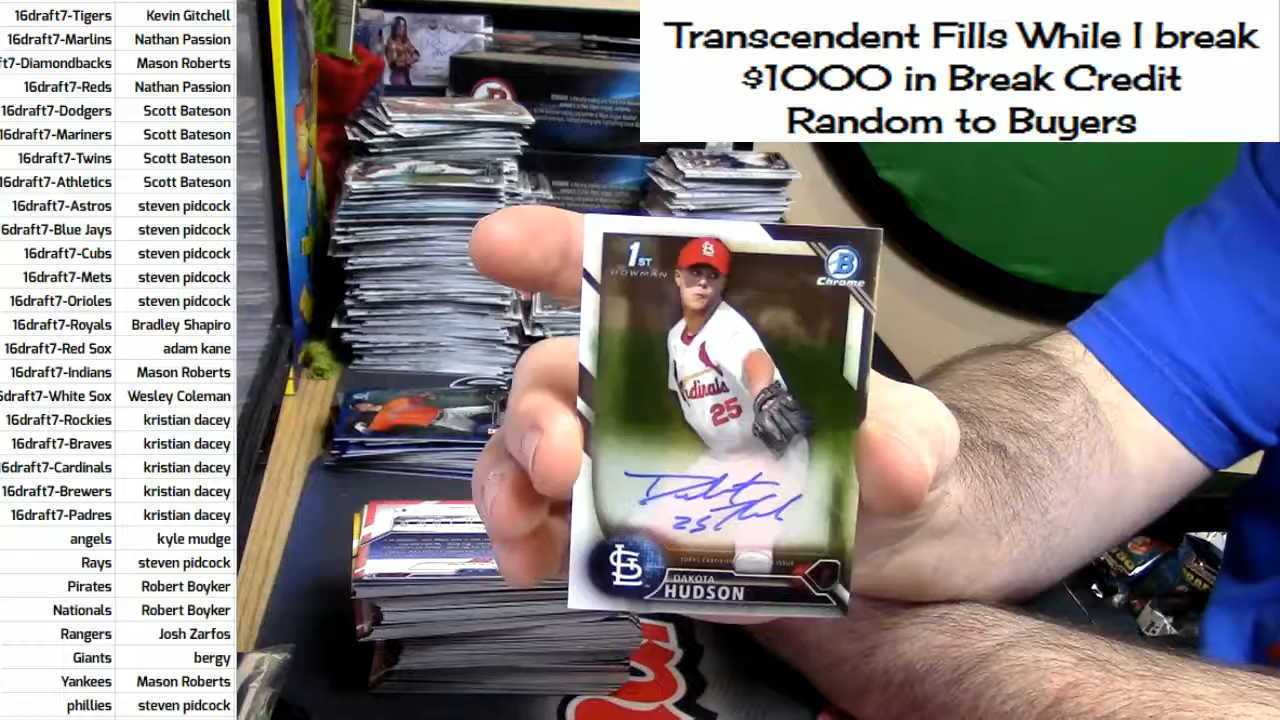 16draft7-Tigers Kevin Gitchell
16draft7-Marlins Nathan Passion
ft7-Diamondbacks Mason Roberts
16draft7-Reds Nathan Passion
16draft7-Dodgers Scott Bateson
16draft7-Mariners Scott Bateson
16draft7-Twins Scott Bateson
16draft7-Athletics Scott Bateson
16draft7-Astros steven pidcock
6draft7-Blue Jays steven pidcock
16draft7-Cubs steven pidcock
16draft7-Mets steven pidcock
16draft7-Orioles steven pidcock
16draft7-Royals Bradley Shapiro
16draft7-Red Sox adam kane
16draft7-Indians Mason Roberts
6draft7-White Sox Wesley Coleman
16draft7-Rockies kristian dacey
16draft7-Braves kristian dacey
6draft7-Cardinals kristian dacey
16draft7-Brewers kristian dacey
16draft7-Padres kristian dacey
angels kyle mudge
Rays steven pidcock
Pirates Robert Boyker
Nationals Robert Boyker
Rangers Josh Zarfos
Giants bergy
Yankees Mason Roberts
phillies steven pidcock
Transcendent Fills While I break
$1000 in Break Credit
Random to Buyers
1ST
BOWMAN
B
Chrome
Cardinals
25
25
TOPPS CERTIFIED ISSUE
DAKOTA
HUDSON